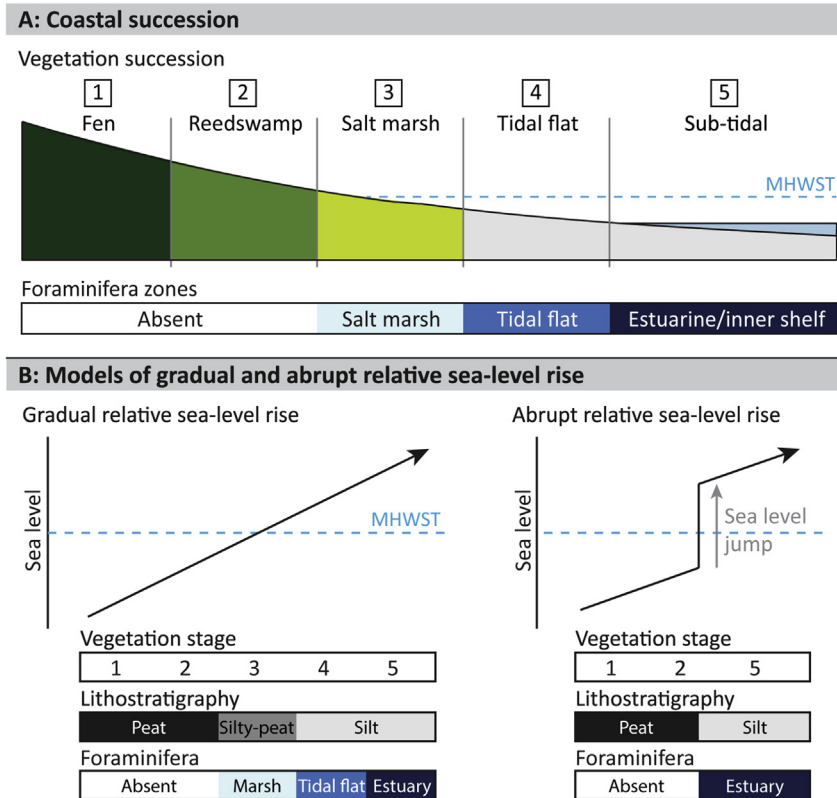 A: Coastal succession
Vegetation succession
1 2 3 4 5
Fen Reedswamp Salt marsh Tidal flat Sub-tidal
MHWST
Foraminifera zones
Absent Salt marsh Tidal flat Estuarine/inner shelf
B: Models of gradual and abrupt relative sea-level rise
Gradual relative sea-level rise
Sea level
MHWST
Vegetation stage
1 2 3 4 5
Lithostratigraphy
Peat Silty-peat Silt
Foraminifera
Absent Marsh Tidal flat Estuary
Abrupt relative sea-level rise
Sea level
Sea level
jump
Vegetation stage
1 2 5
Lithostratigraphy
Peat Silt
Foraminifera
Absent Estuary